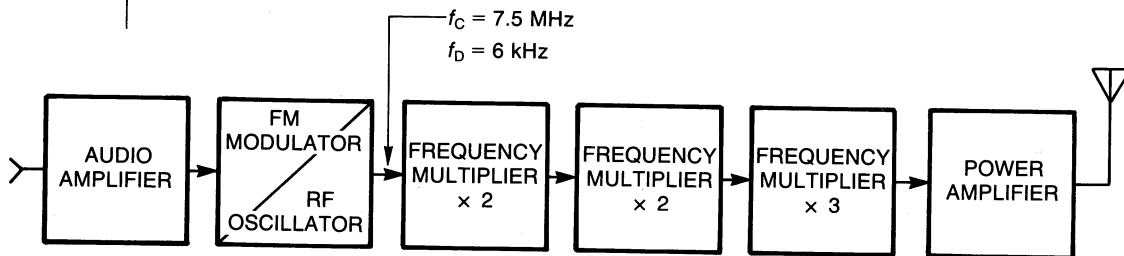 f_C = 7.5 MHz
f_D = 6 kHz
AUDIO
AMPLIFIER
FM
MODULATOR
RF
OSCILLATOR
FREQUENCY
MULTIPLIER
× 2
FREQUENCY
MULTIPLIER
× 2
FREQUENCY
MULTIPLIER
× 3
POWER
AMPLIFIER